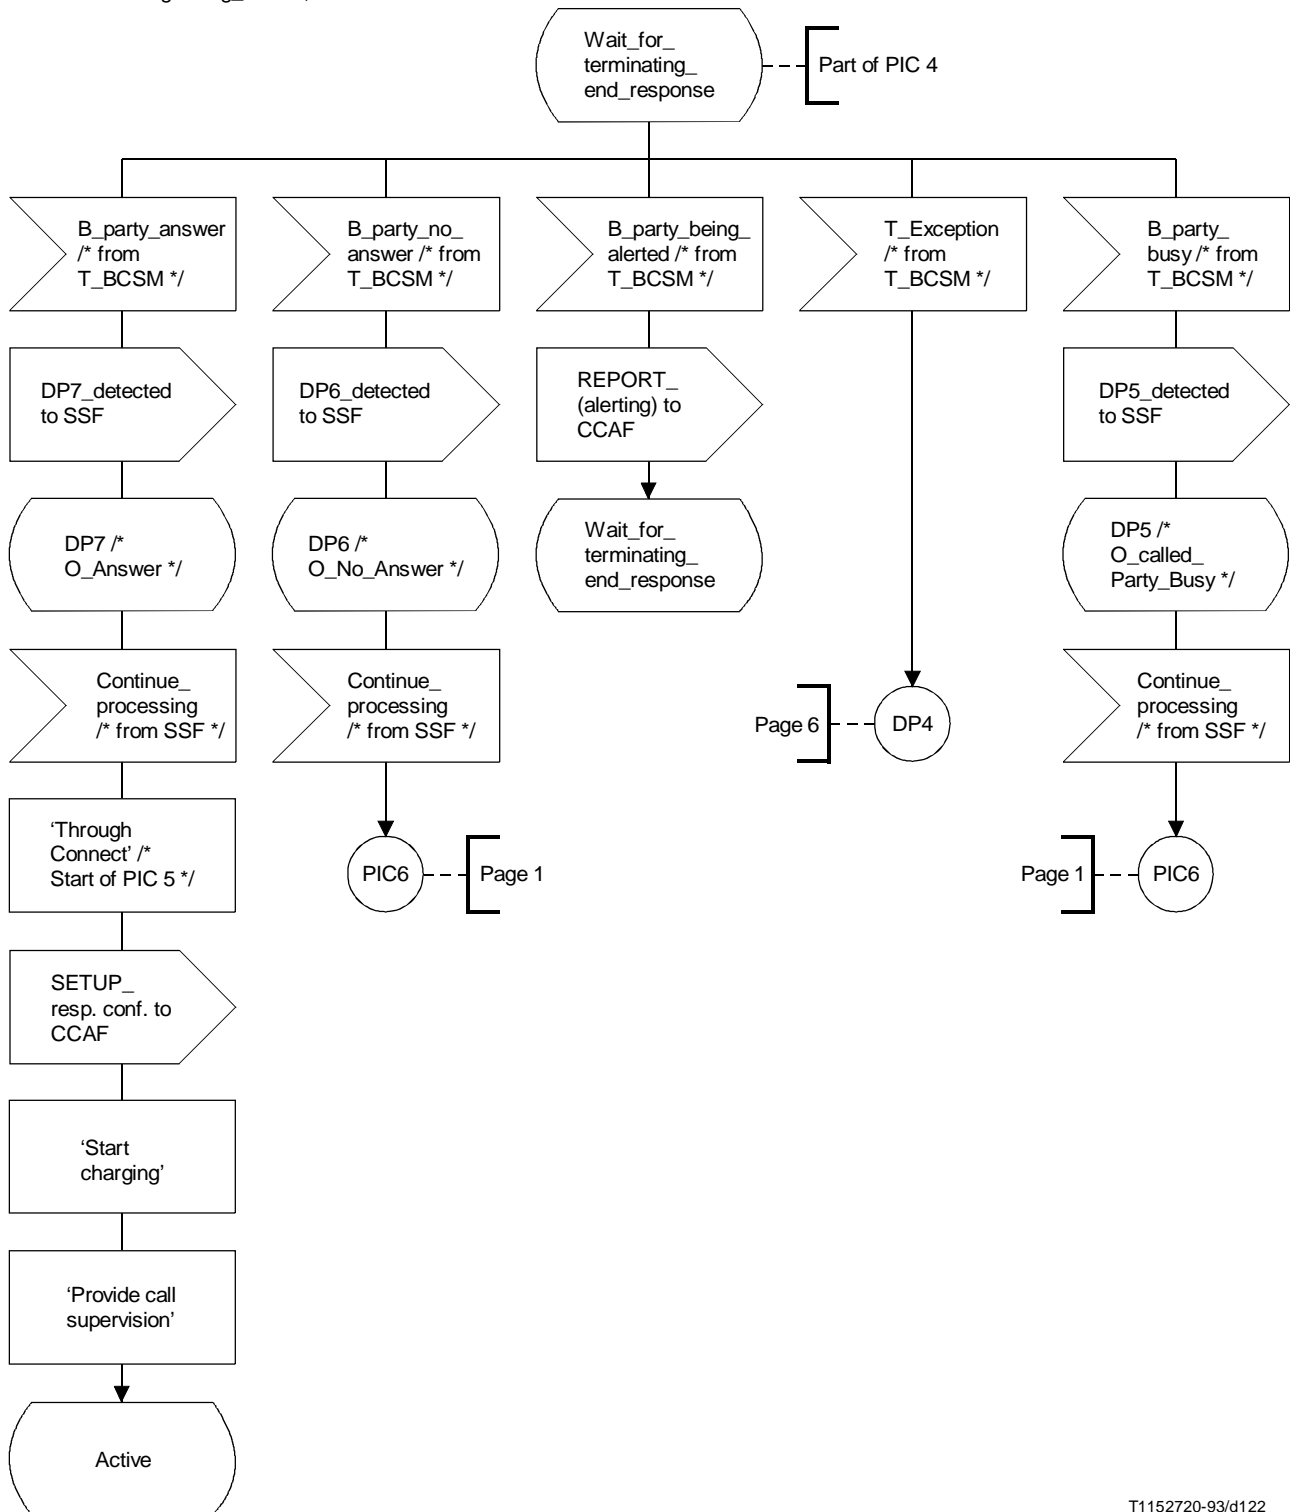 Wait_for_
terminating_
end_response
Part of PIC 4
B_party_answer
/* from
T_BCSM */
B_party_no_
answer /* from
T_BCSM */
B_party_being_
alerted /* from
T_BCSM */
T_Exception
/* from
T_BCSM */
B_party_
busy /* from
T_BCSM */
DP7_detected
to SSF
DP6_detected
to SSF
REPORT_
(alerting) to
CCAF
DP5_detected
to SSF
DP7 /*
O_Answer */
DP6 /*
O_No_Answer */
Wait_for_
terminating_
end_response
DP5 /*
O_called_
Party_Busy */
Continue_
processing
/* from SSF */
Continue_
processing
/* from SSF */
Page 6
DP4
Continue_
processing
/* from SSF */
‘Through
Connect’ /*
Start of PIC 5 */
PIC6
Page 1
Page 1
PIC6
SETUP_
resp. conf. to
CCAF
‘Start
charging’
‘Provide call
supervision’
Active
T1152720-93/d122